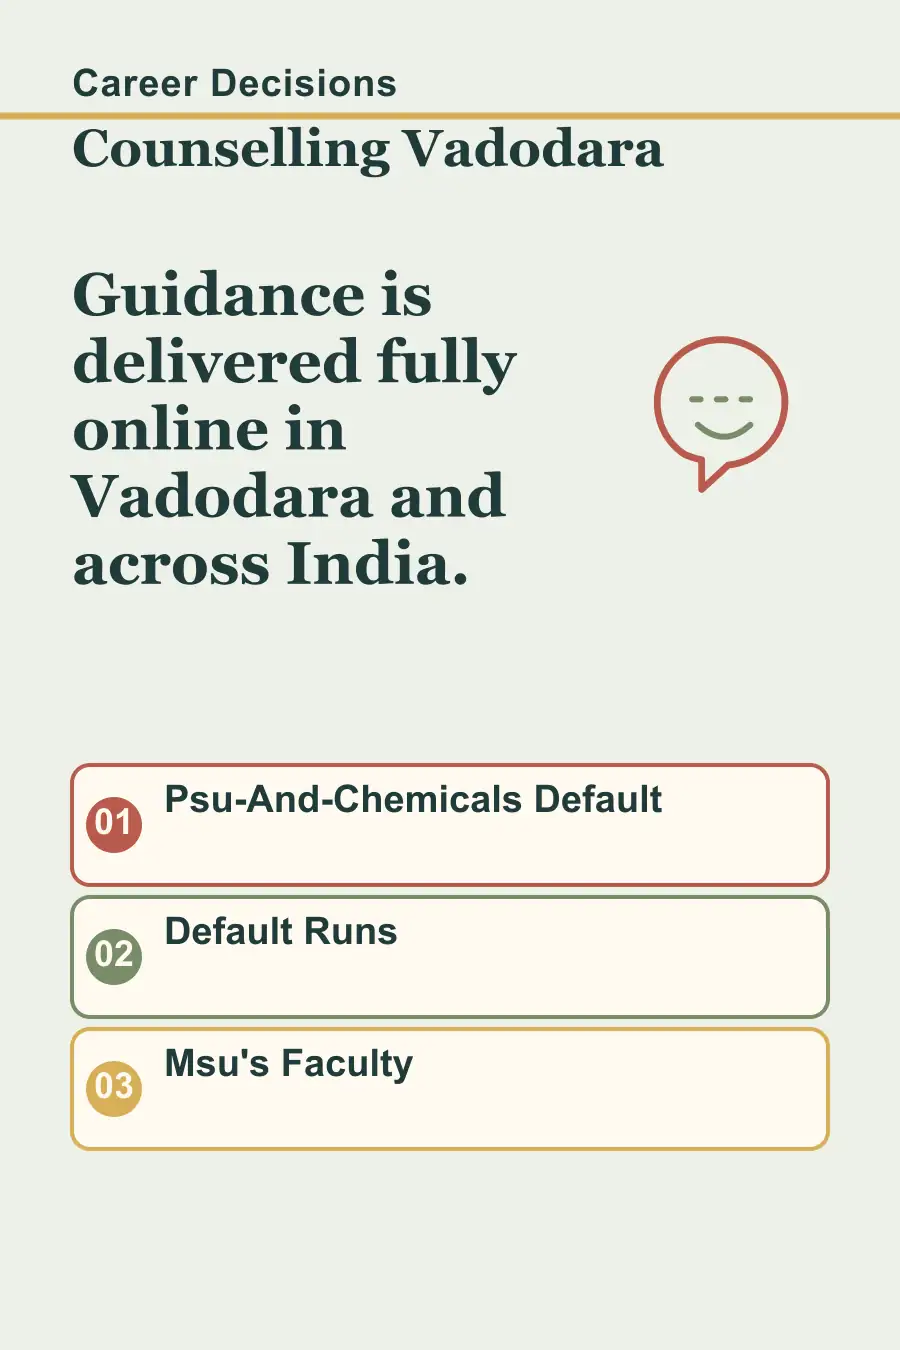 Career Decisions
Counselling Vadodara
Guidance is
delivered fully
online in
Vadodara and
across India.
01 Psu-And-Chemicals Default
02 Default Runs
03 Msu's Faculty